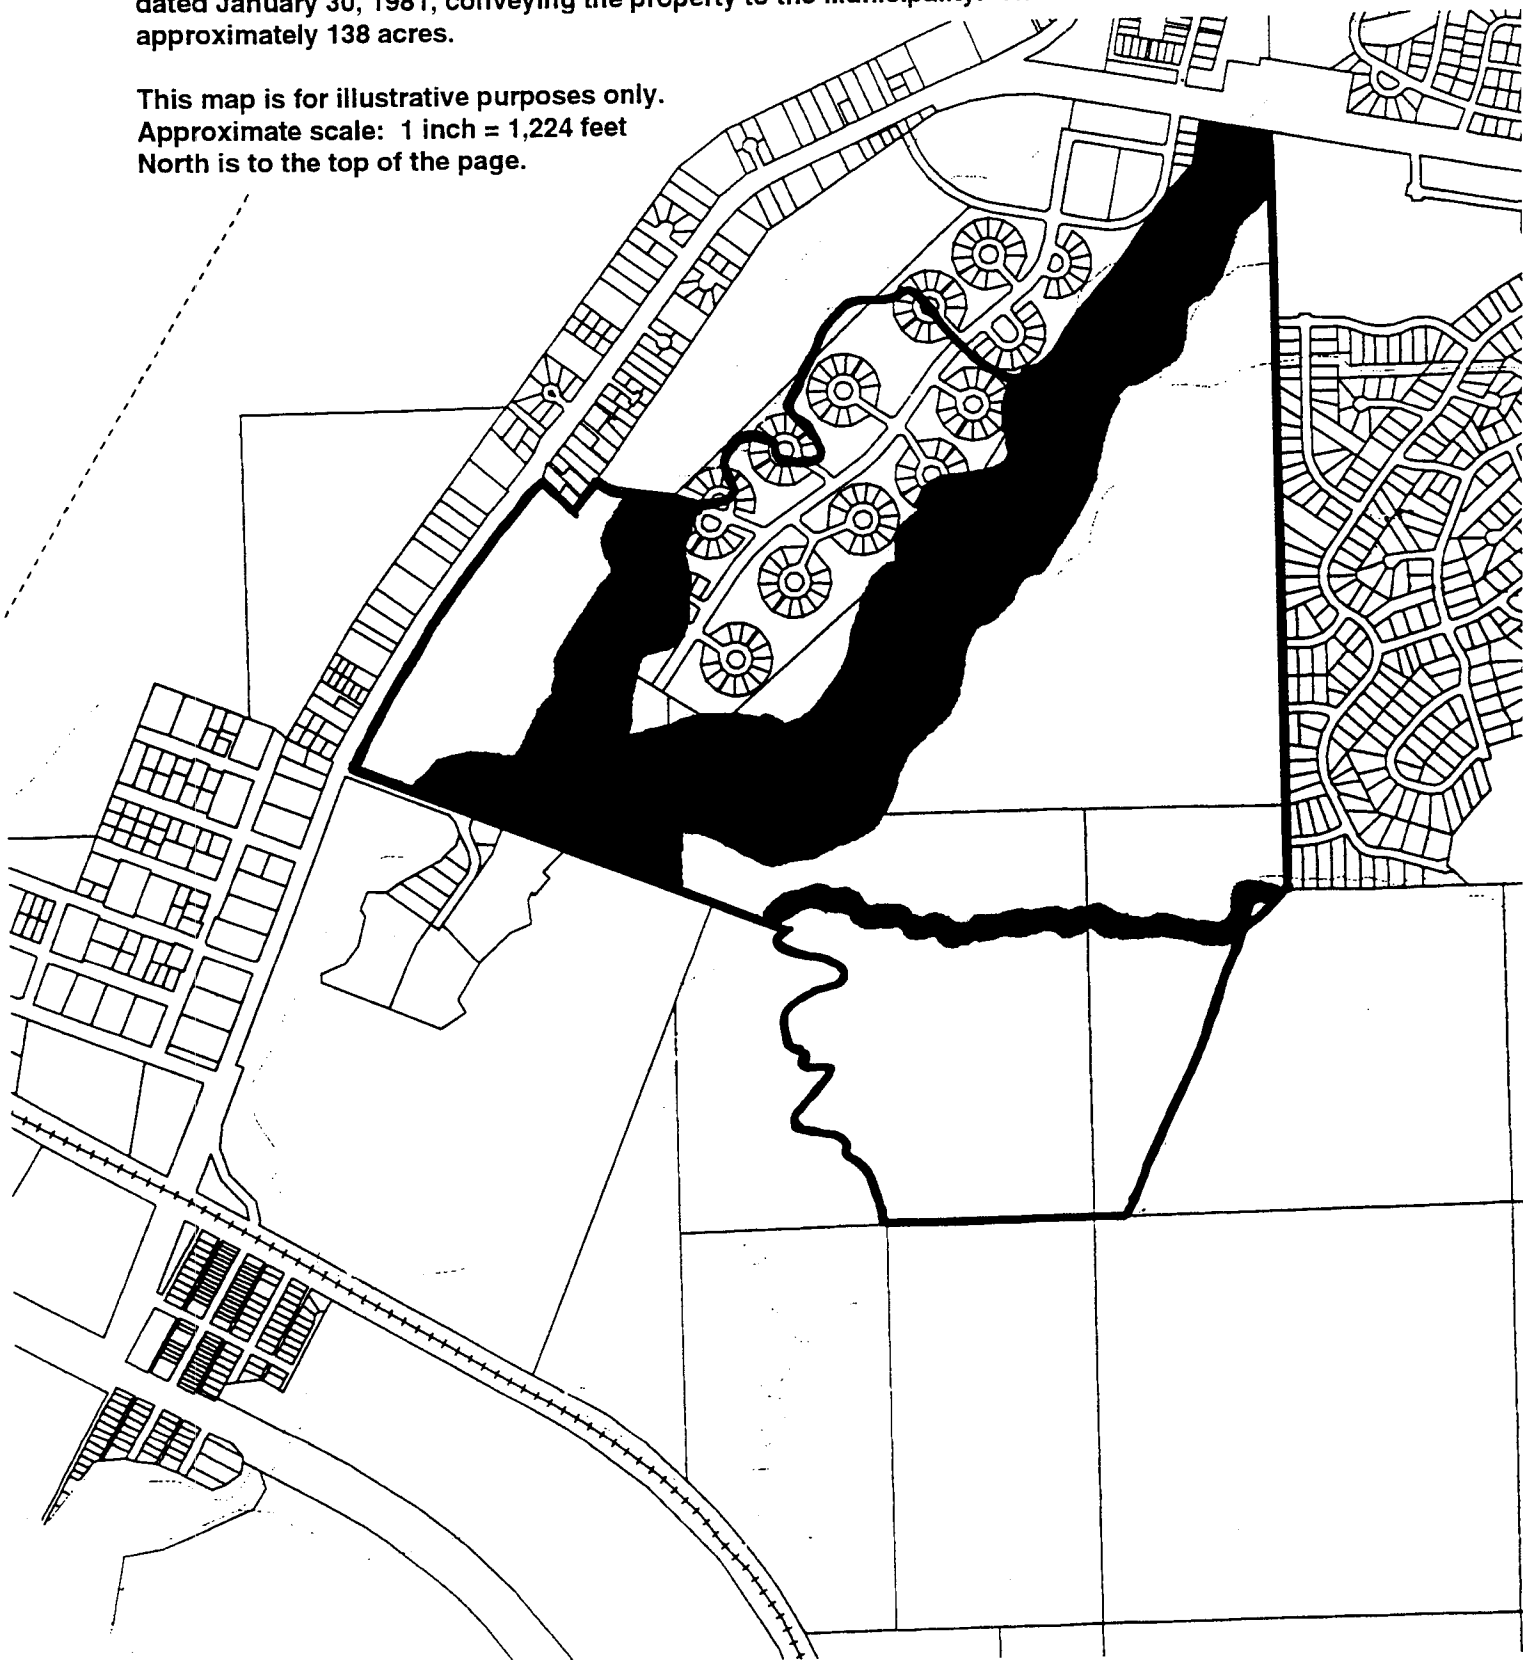 dated January 30, 1981, conveying the property to the Municipality.
approximately 138 acres.
This map is for illustrative purposes only.
Approximate scale: 1 inch = 1,224 feet
North is to the top of the page.